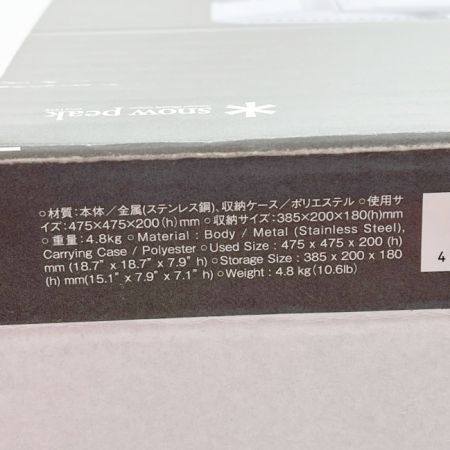 snow peak
○材質:本体/金属(ステンレス鋼)、収納ケース/ポリエステル ○使用サ
イズ:475×475×200(h)mm ○収納サイズ:385×200×180(h)mm
○重量:4.8kg ○Material : Body / Metal (Stainless Steel),
Carrying Case / Polyester ○Used Size : 475 x 475 x 200 (h)
mm (18.7" x 18.7" x 7.9" h) ○Storage Size : 385 x 200 x 180
(h) mm(15.1" x 7.9" x 7.1" h) ○Weight : 4.8 kg (10.6lb)
4